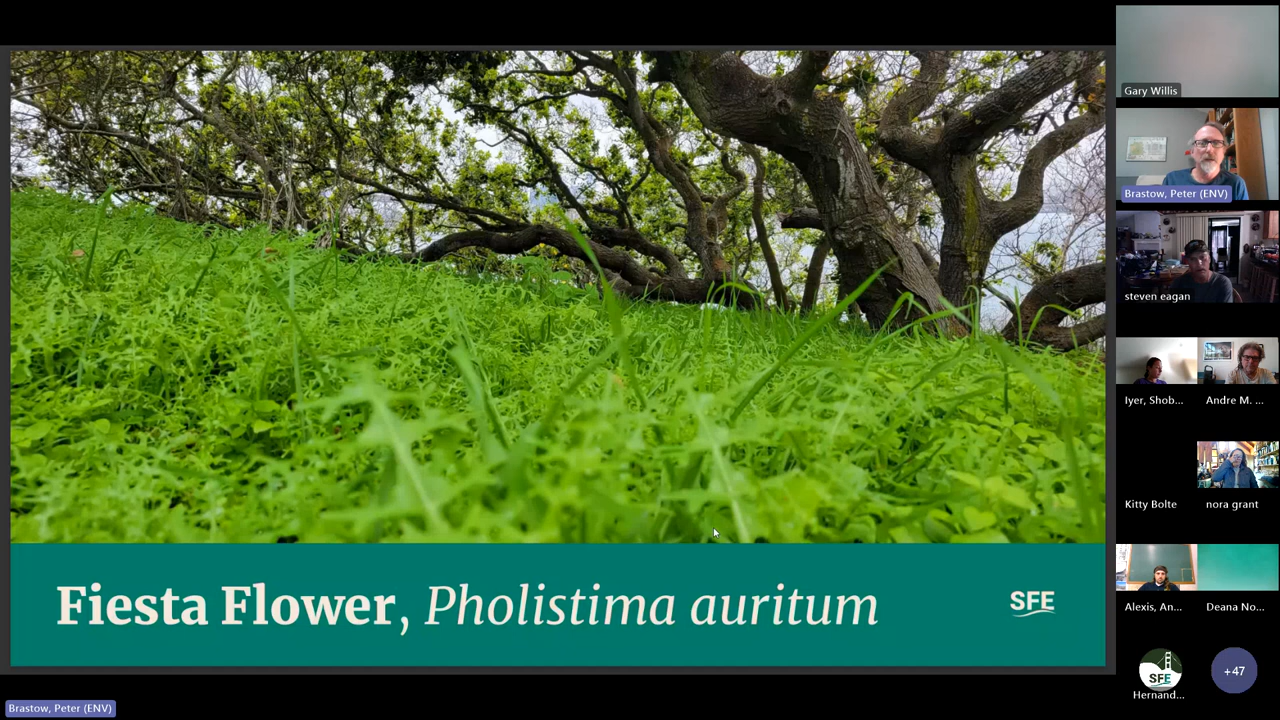 Fiesta Flower, Pholistima auritum
SFE
Brastow, Peter (ENV)
Gary Willis
Brastow, Peter (ENV)
steven eagan
Iyer, Shob...
Andre M. ...
Kitty Bolte
nora grant
Alexis, An...
Deana No...
SFE
Hernand...
+47